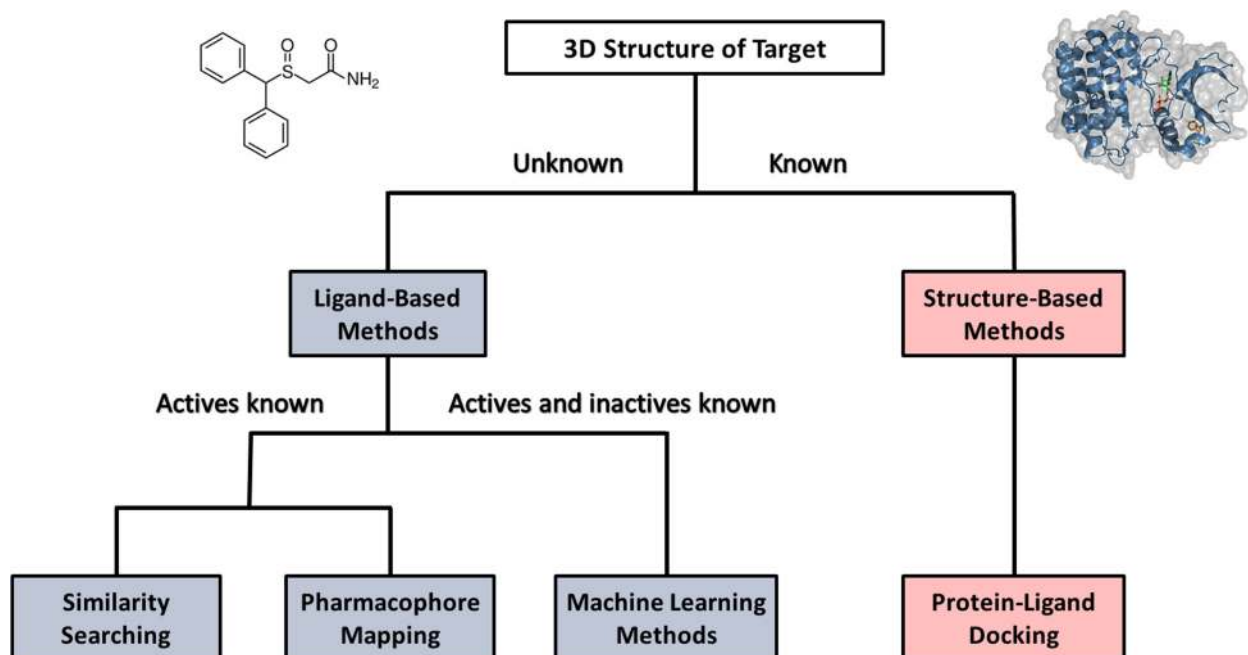 3D Structure of Target
O
O
S
NH2
Unknown
Known
Ligand-Based
Methods
Structure-Based
Methods
Actives known
Actives and inactives known
Similarity
Searching
Pharmacophore
Mapping
Machine Learning
Methods
Protein-Ligand
Docking